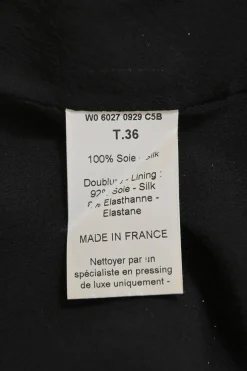 W0 6027 0929 C5B
T.36
100% Soie - Silk
Lining :
Soie - Silk
Elasthanne -
Elastane
MADE IN FRANCE
Nettoyer par un
spécialiste en pressing
de luxe uniquement -